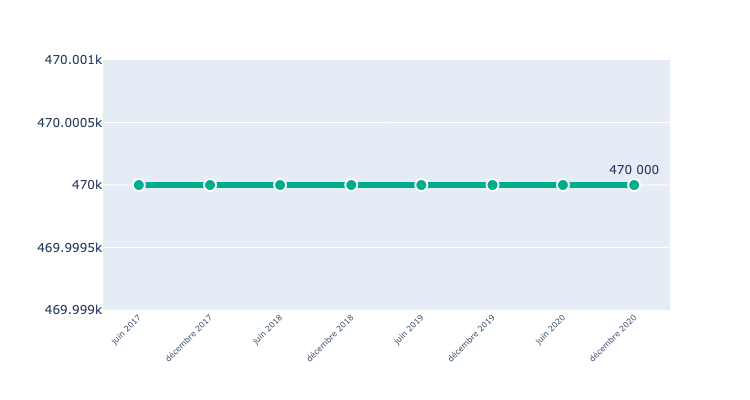 470.001k
470.0005k
470 000
470k
469.9995k
469.999k
juin 2017
décembre 2017
juin 2018
décembre 2018
juin 2019
décembre 2019
juin 2020
décembre 2020